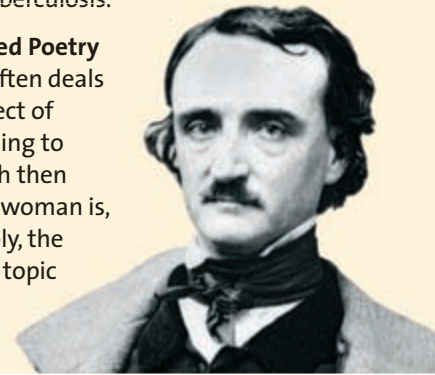 berculosis.
ed Poetry
ften deals
ect of
ing to
h then
woman is,
ly, the
topic